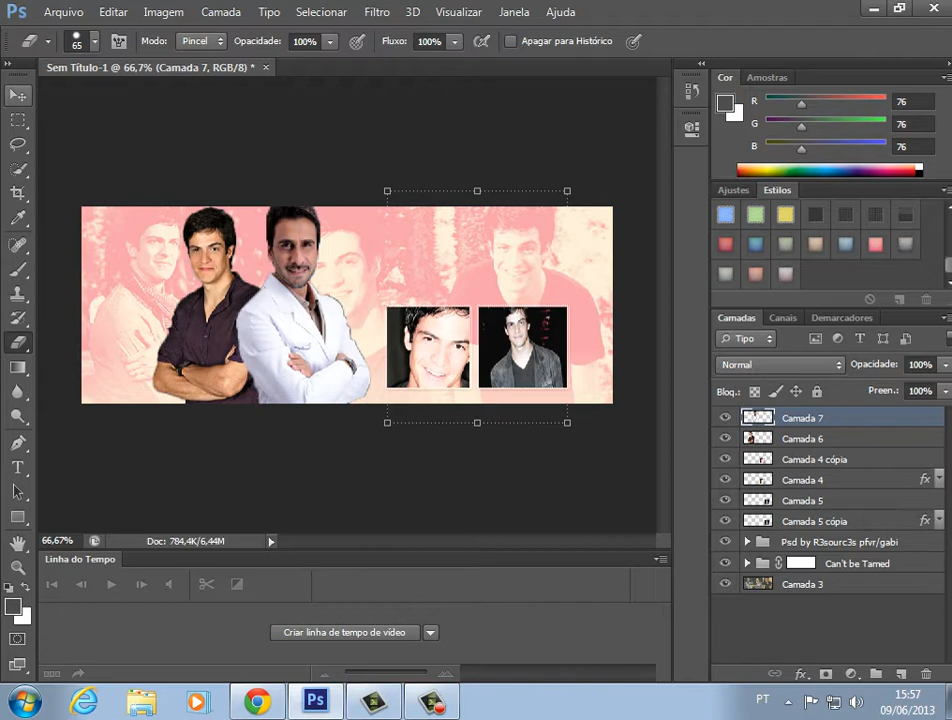 Ps Arquivo Editar Imagem Camada Tipo Selecionar Filtro 3D Visualizar Janela Ajuda
65 Modo: Pincel Opacidade: 100% Fluxo: 100% Apagar para Histórico
Sem Título-1 @ 66,7% (Camada 7, RGB/8) * ×
Cor Amostras
R 76
G 76
B 76
Ajustes Estilos
Camadas Canais Demarcadores
Tipo
Normal Opacidade: 100%
Bloq.: Preen.: 100%
Camada 7
Camada 6
Camada 4 cópia
Camada 4 fx
Camada 5
Camada 5 cópia fx
Psd by R3sourc3s pfvr/gabi
Can't be Tamed
Camada 3
66,67% Doc: 784,4K/6,44M
Linha do Tempo
Criar linha de tempo de vídeo
fx
Ps PT 15:57
09/06/2013